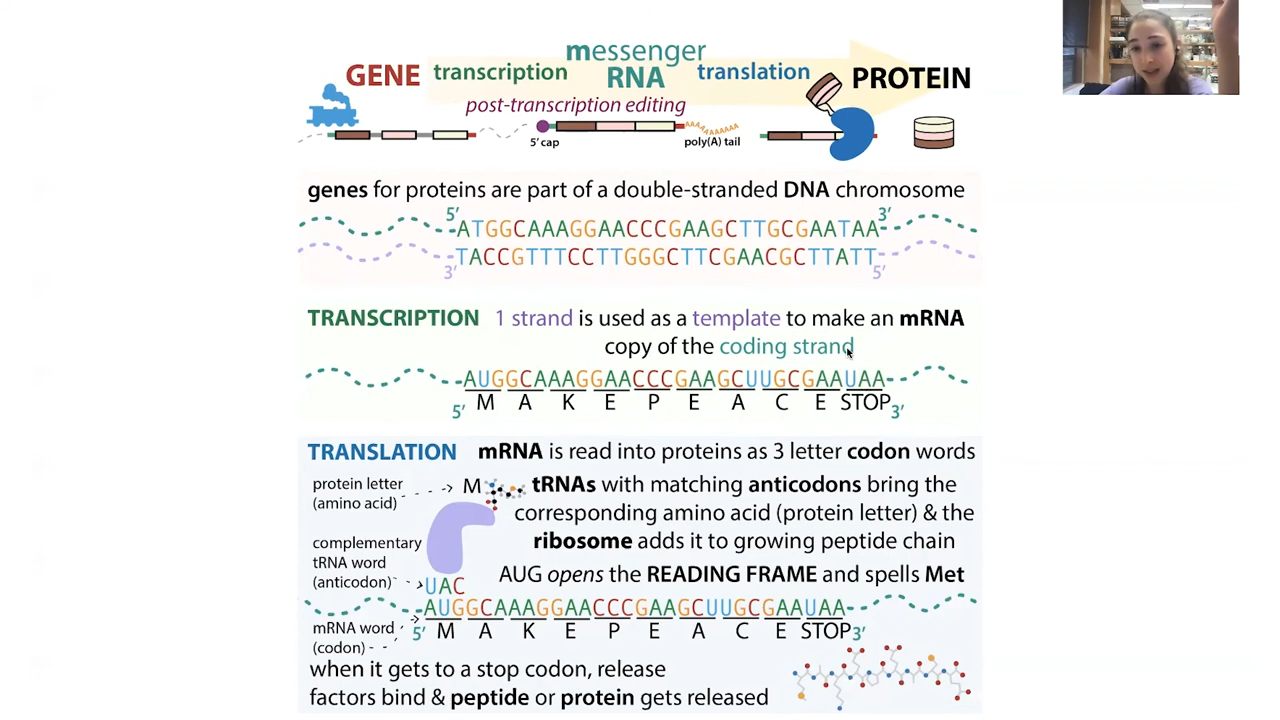 messenger
GENE transcription RNA translation PROTEIN
post-transcription editing
AAAAAAAAA
5' cap
poly(A) tail
genes for proteins are part of a double-stranded DNA chromosome
5' 3'
ATGGCAAAGGAACCCGAAGCTTGCGAATAA
TACCGTTTCCTTGGGCTTCGAACGCTTATT
3' 5'
TRANSCRIPTION 1 strand is used as a template to make an mRNA
copy of the coding strand
AUGGCAAAGGAACCCGAAGCUUGCGAAUAA
5' M A K E P E A C E STOP 3'
TRANSLATION mRNA is read into proteins as 3 letter codon words
protein letter
(amino acid)
M
tRNAs with matching anticodons bring the
corresponding amino acid (protein letter) & the
ribosome adds it to growing peptide chain
complementary
tRNA word
(anticodon)
AUG opens the READING FRAME and spells Met
UAC
AUGGCAAAGGAACCCGAAGCUUGCGAAUAA
mRNA word
(codon)
5' M A K E P E A C E STOP 3'
when it gets to a stop codon, release
factors bind & peptide or protein gets released